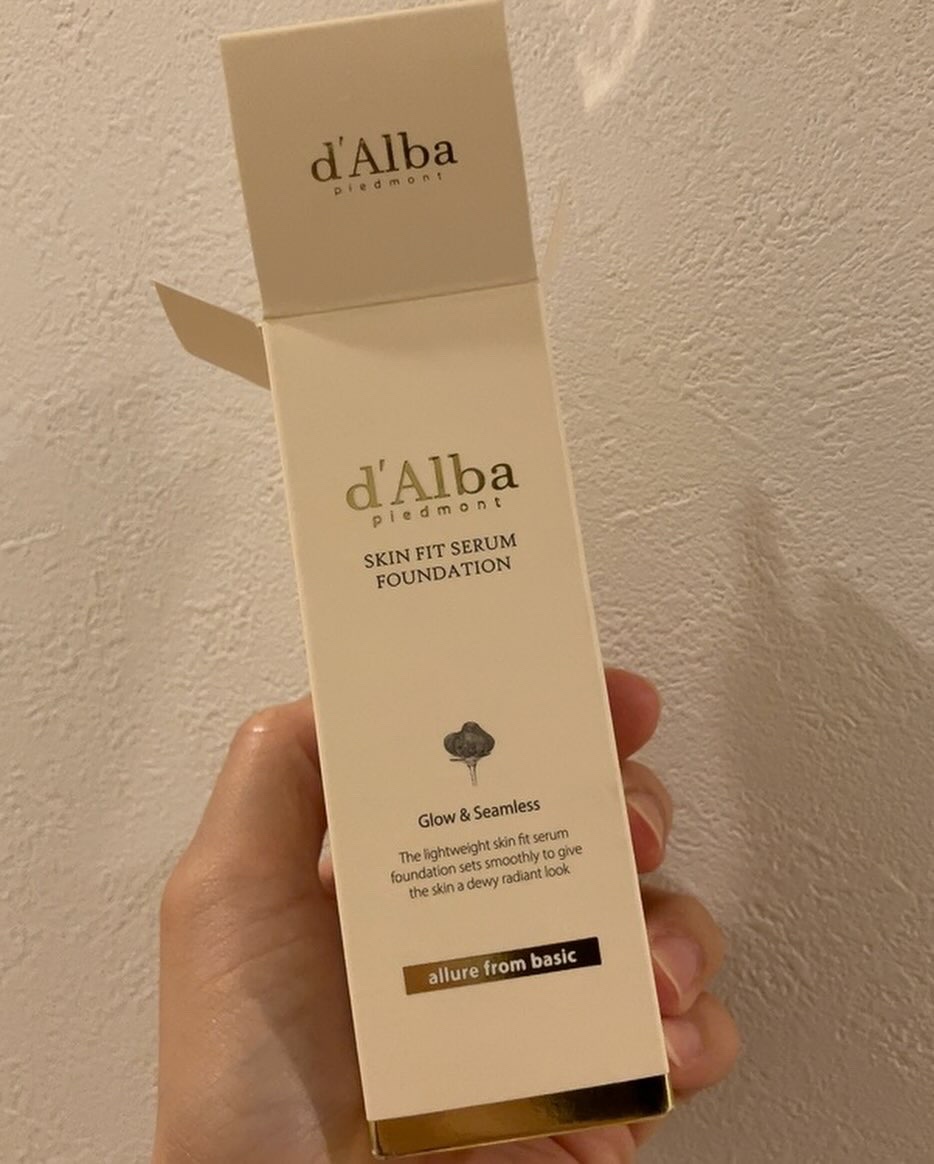 d'Alba
piedmont
d'Alba
piedmont
SKIN FIT SERUM
FOUNDATION
Glow & Seamless
The lightweight skin fit serum
foundation sets smoothly to give
the skin a dewy radiant look
allure from basic